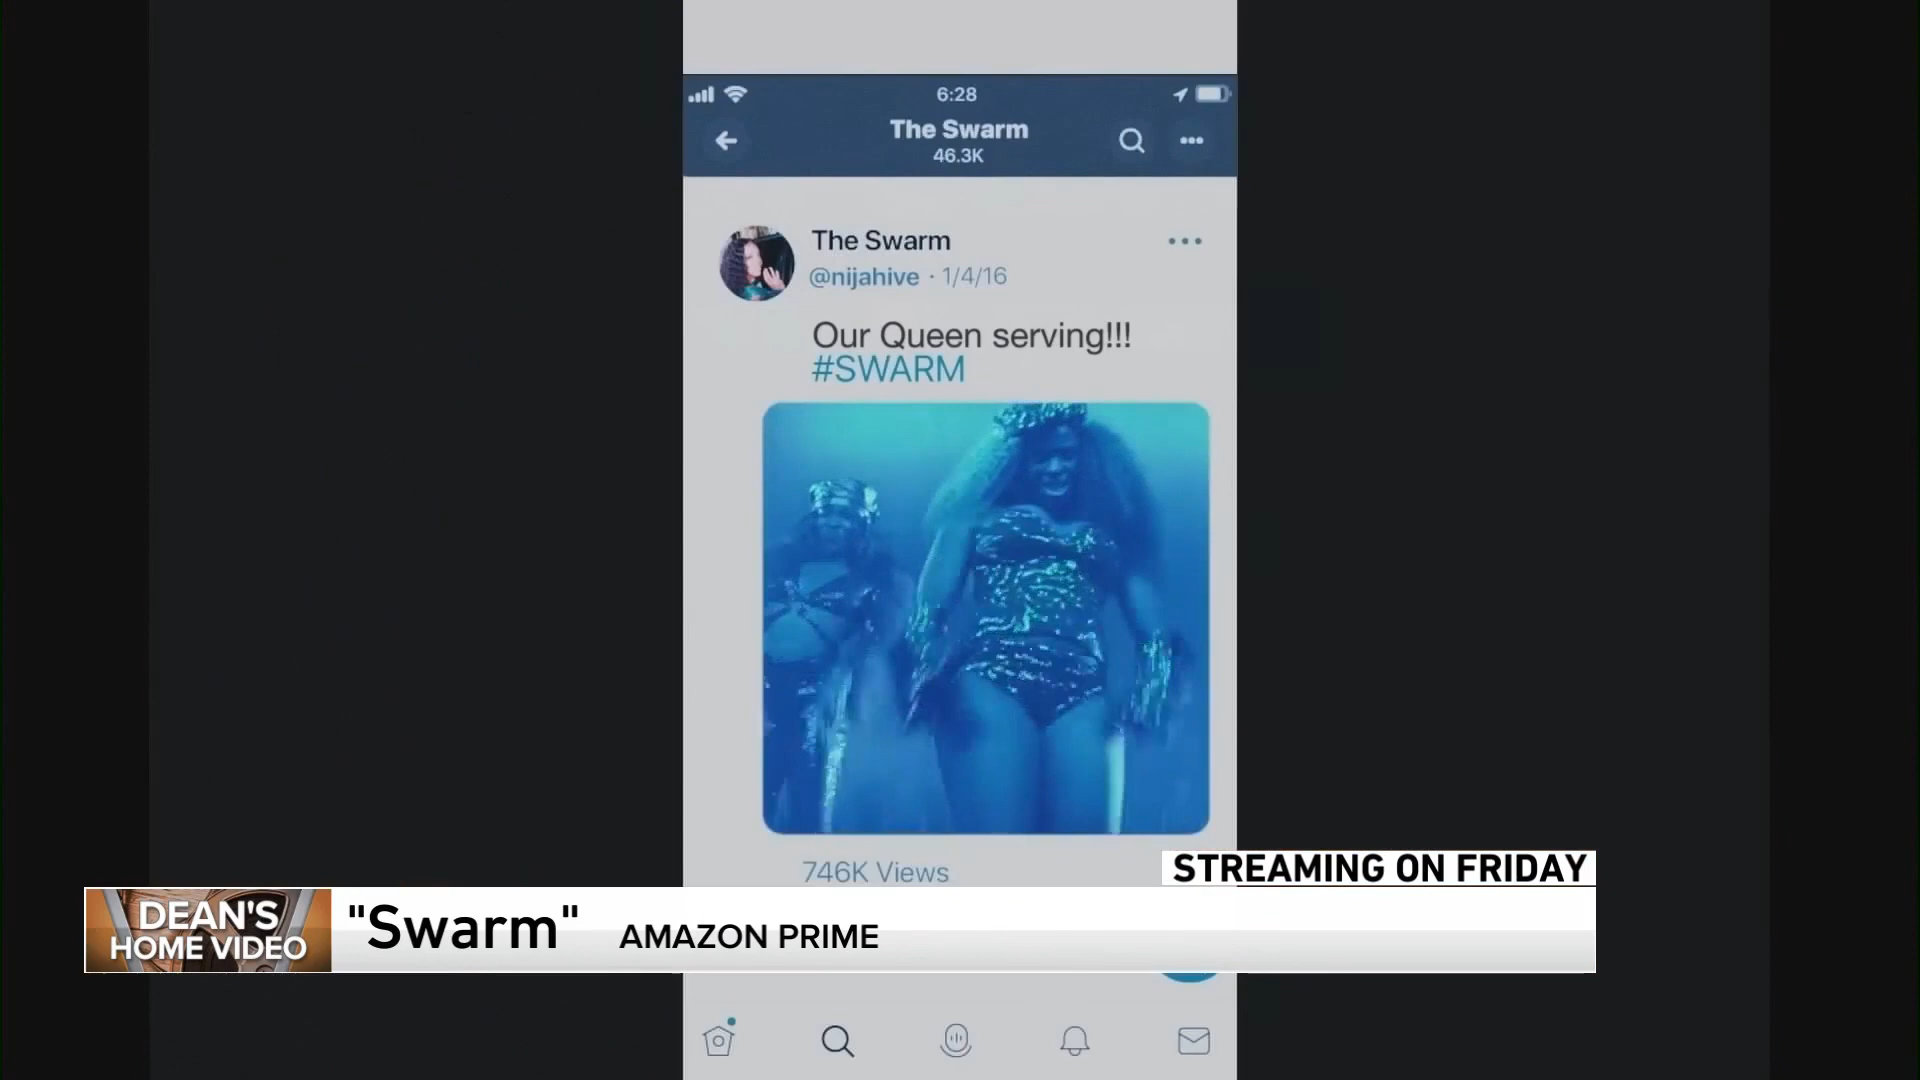 6:28
The Swarm
46.3K
The Swarm
@nijahive · 1/4/16
Our Queen serving!!!
#SWARM
746K Views
STREAMING ON FRIDAY
DEAN'S
HOME VIDEO
"Swarm" AMAZON PRIME